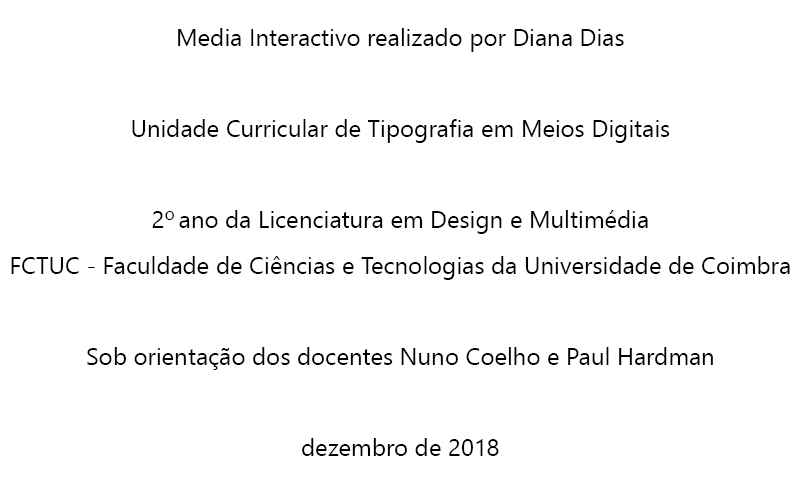 Media Interactivo realizado por Diana Dias
Unidade Curricular de Tipografia em Meios Digitais
2º ano da Licenciatura em Design e Multimédia
FCTUC - Faculdade de Ciências e Tecnologias da Universidade de Coimbra
Sob orientação dos docentes Nuno Coelho e Paul Hardman
dezembro de 2018